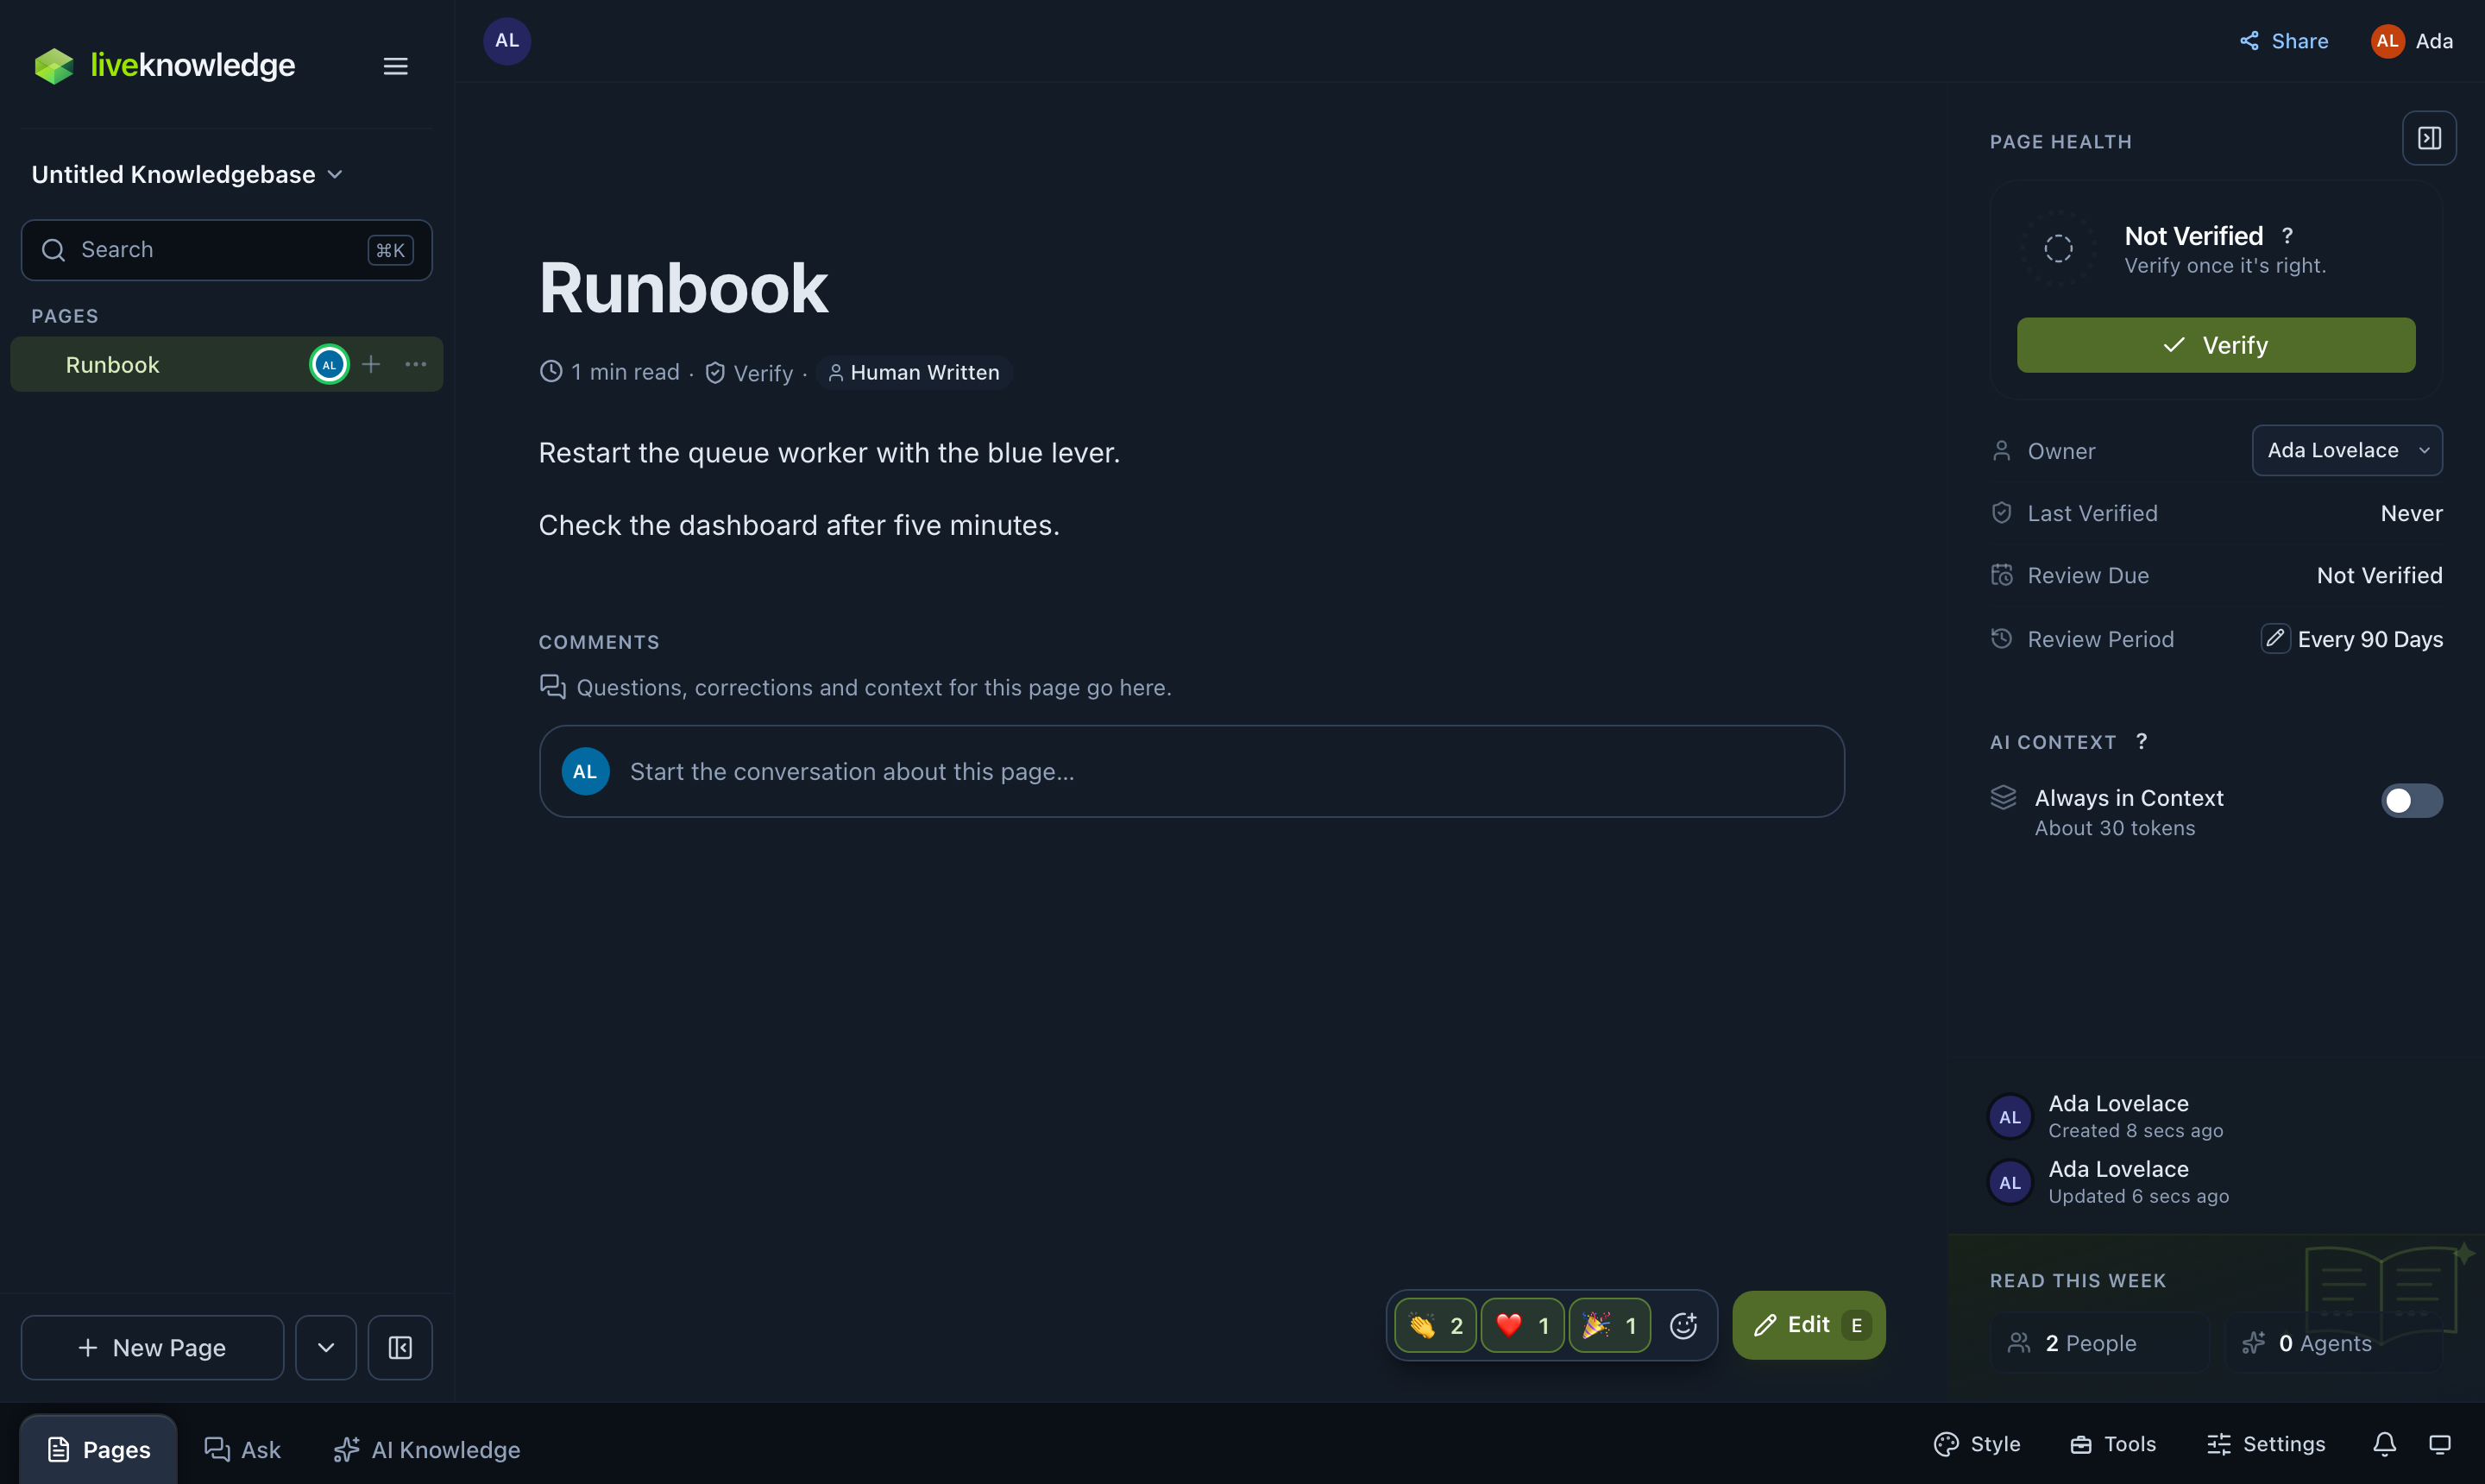 liveknowledge
Untitled Knowledgebase
Search ⌘K
PAGES
Runbook AL
New Page
AL
Share AL Ada
Runbook
1 min read · Verify · Human Written
Restart the queue worker with the blue lever.
Check the dashboard after five minutes.
COMMENTS
Questions, corrections and context for this page go here.
AL Start the conversation about this page...
👏 2 ❤️ 1 🎉 1
Edit E
PAGE HEALTH
Not Verified ?
Verify once it's right.
Verify
Owner Ada Lovelace
Last Verified Never
Review Due Not Verified
Review Period Every 90 Days
AI CONTEXT ?
Always in Context
About 30 tokens
AL Ada Lovelace
Created 8 secs ago
AL Ada Lovelace
Updated 6 secs ago
READ THIS WEEK
2 People 0 Agents
Pages Ask AI Knowledge
Style Tools Settings